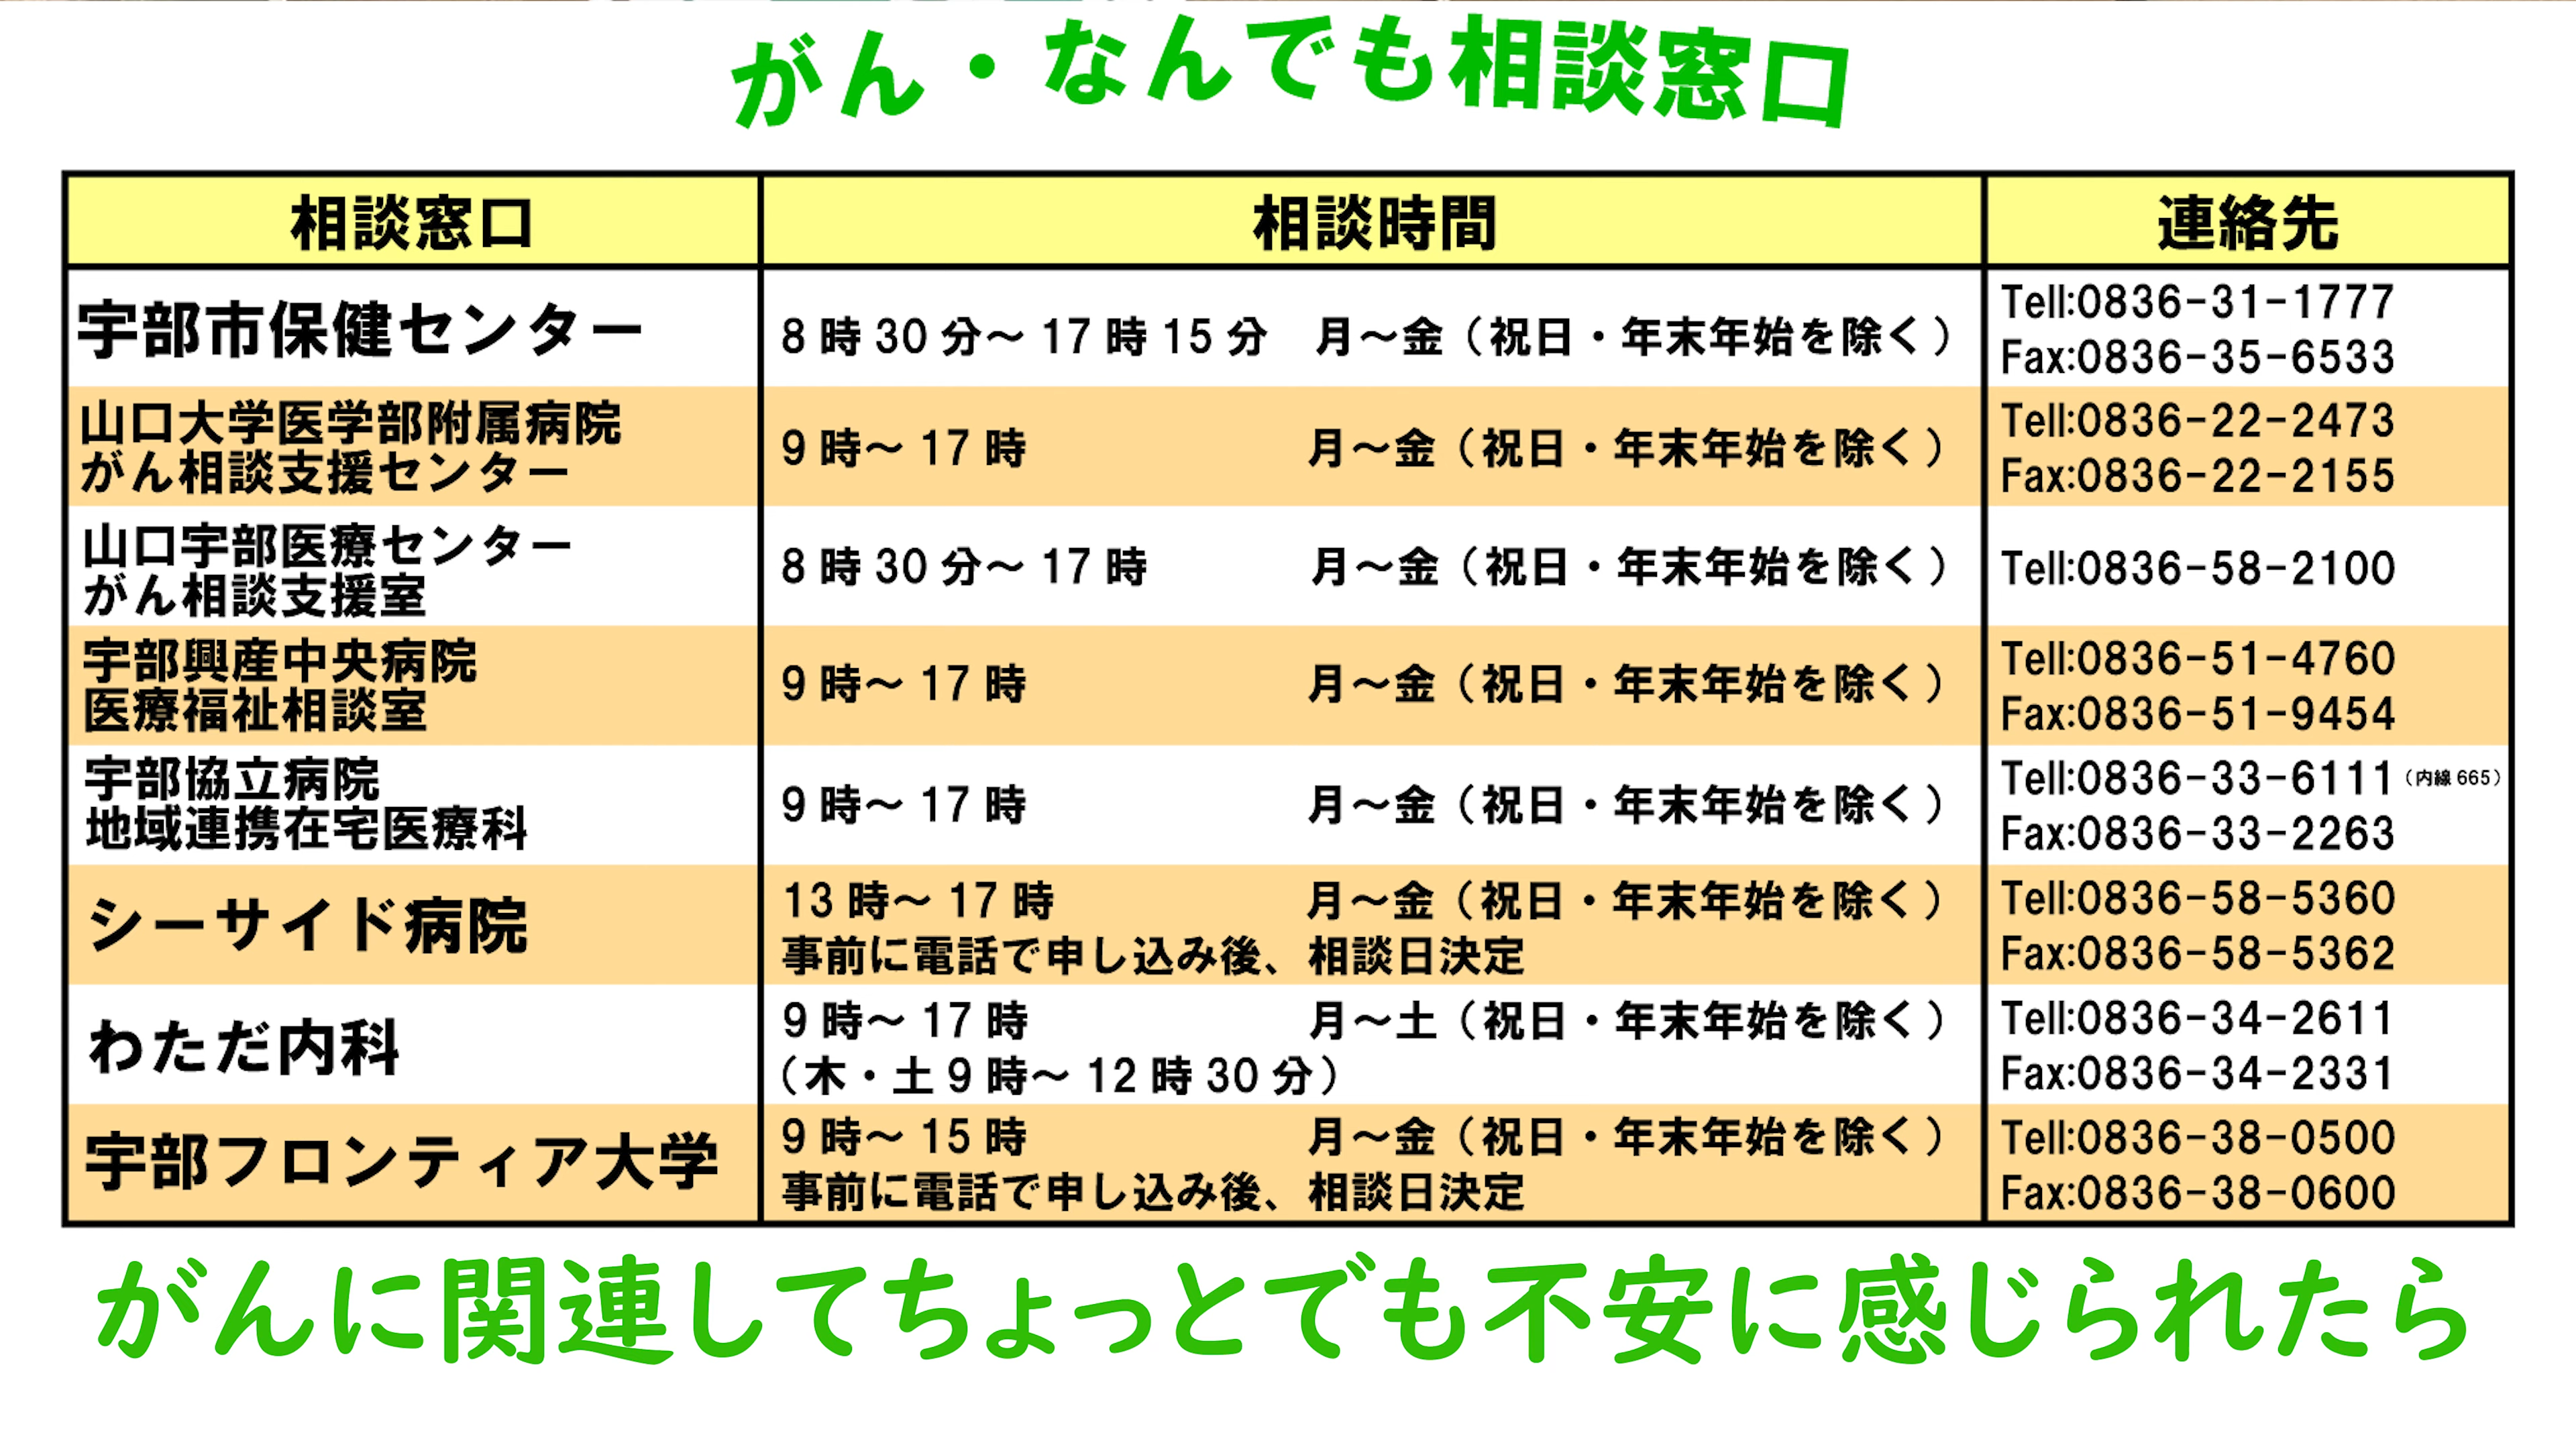 がん・なんでも相談窓口
相談窓口 相談時間 連絡先
宇部市保健センター 8時30分～17時15分 月～金（祝日・年末年始を除く） Tell:0836-31-1777
Fax:0836-35-6533
山口大学医学部附属病院
がん相談支援センター 9時～17時 月～金（祝日・年末年始を除く） Tell:0836-22-2473
Fax:0836-22-2155
山口宇部医療センター
がん相談支援室 8時30分～17時 月～金（祝日・年末年始を除く） Tell:0836-58-2100
宇部興産中央病院
医療福祉相談室 9時～17時 月～金（祝日・年末年始を除く） Tell:0836-51-4760
Fax:0836-51-9454
宇部協立病院
地域連携在宅医療科 9時～17時 月～金（祝日・年末年始を除く） Tell:0836-33-6111（内線665）
Fax:0836-33-2263
シーサイド病院 13時～17時 月～金（祝日・年末年始を除く）
事前に電話で申し込み後、相談日決定 Tell:0836-58-5360
Fax:0836-58-5362
わただ内科 9時～17時 月～土（祝日・年末年始を除く）
（木・土9時～12時30分） Tell:0836-34-2611
Fax:0836-34-2331
宇部フロンティア大学 9時～15時 月～金（祝日・年末年始を除く）
事前に電話で申し込み後、相談日決定 Tell:0836-38-0500
Fax:0836-38-0600
がんに関連してちょっとでも不安に感じられたら